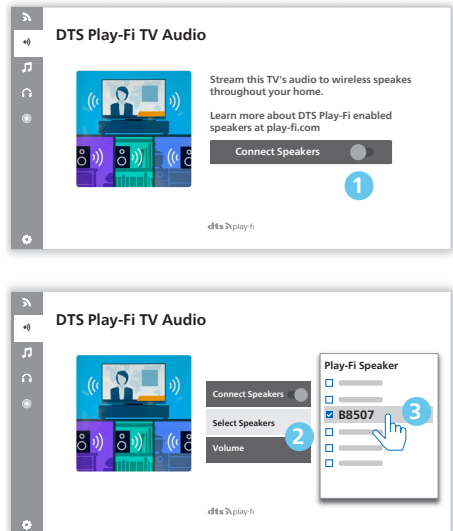 DTS Play-Fi TV Audio
Stream this TV's audio to wireless speakes
throughout your home.
Learn more about DTS Play-Fi enabled
speakers at play-fi.com
Connect Speakers
1
dts play-fi
DTS Play-Fi TV Audio
Connect Speakers
Select Speakers
2
Volume
Play-Fi Speaker
B8507
3
dts play-fi